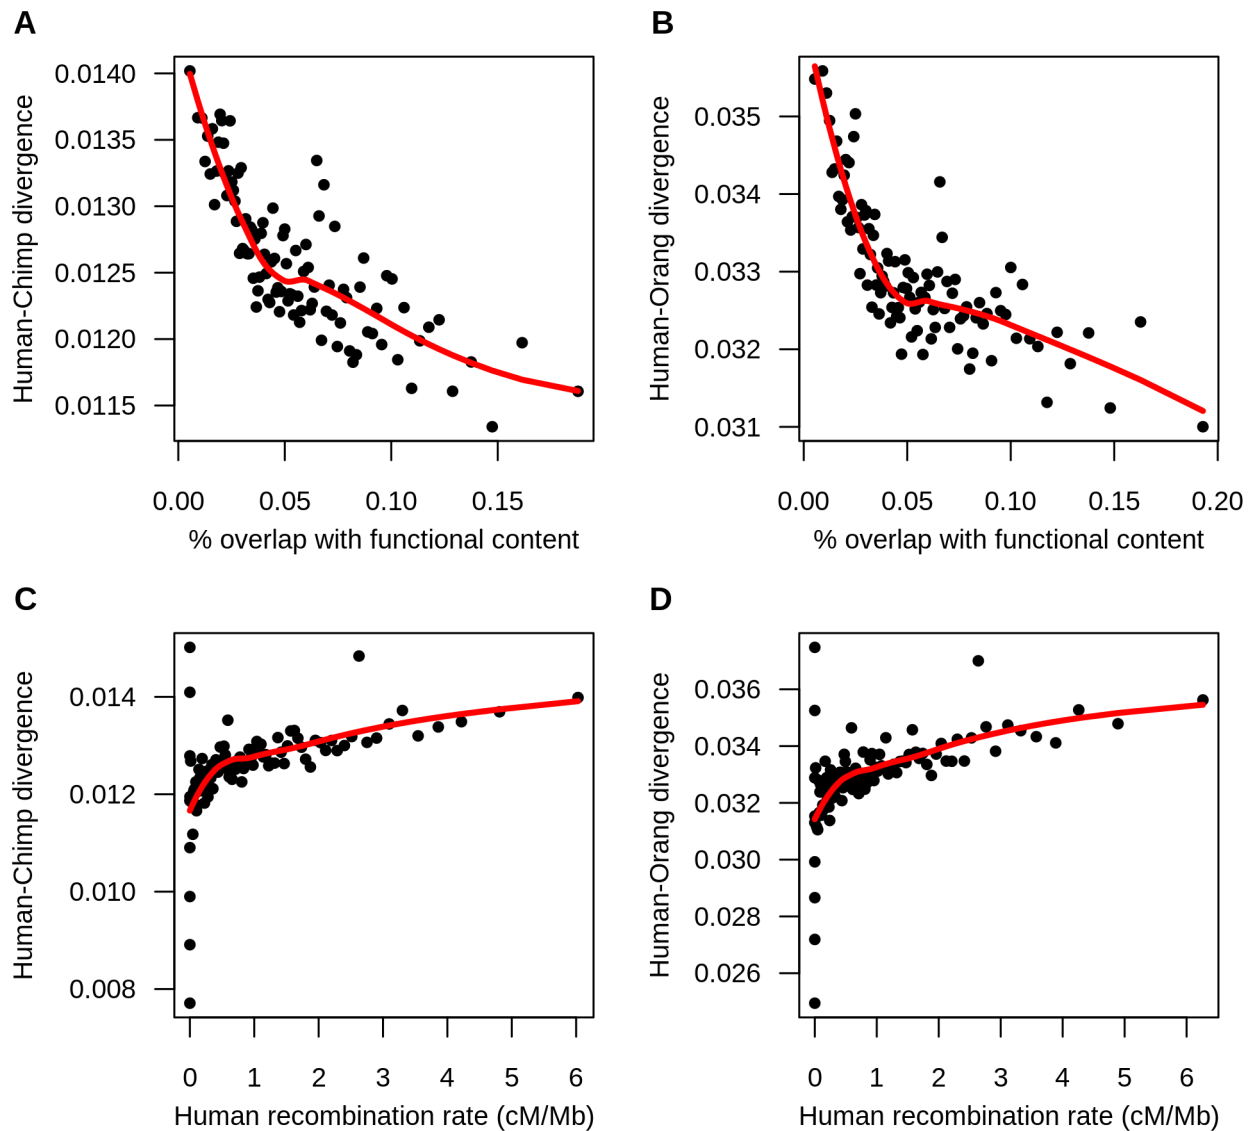 A
Human-Chimp divergence
0.0140
0.0135
0.0130
0.0125
0.0120
0.0115
0.00 0.05 0.10 0.15
% overlap with functional content
B
Human-Orang divergence
0.035
0.034
0.033
0.032
0.031
0.00 0.05 0.10 0.15 0.20
% overlap with functional content
C
Human-Chimp divergence
0.014
0.012
0.010
0.008
0 1 2 3 4 5 6
Human recombination rate (cM/Mb)
D
Human-Orang divergence
0.036
0.034
0.032
0.030
0.028
0.026
0 1 2 3 4 5 6
Human recombination rate (cM/Mb)